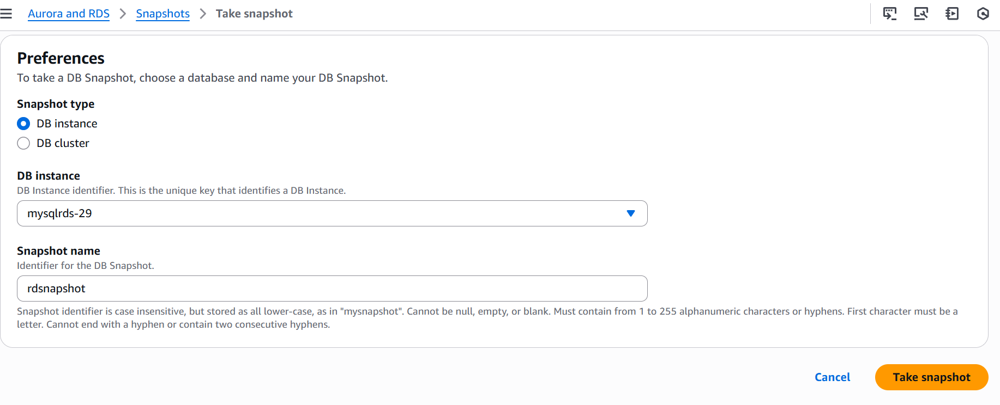 Aurora and RDS > Snapshots > Take snapshot
Preferences
To take a DB Snapshot, choose a database and name your DB Snapshot.
Snapshot type
DB instance
DB cluster
DB instance
DB Instance identifier. This is the unique key that identifies a DB Instance.
mysqlrds-29
Snapshot name
Identifier for the DB Snapshot.
rdsnapshot
Snapshot identifier is case insensitive, but stored as all lower-case, as in "mysnapshot". Cannot be null, empty, or blank. Must contain from 1 to 255 alphanumeric characters or hyphens. First character must be a
letter. Cannot end with a hyphen or contain two consecutive hyphens.
Cancel Take snapshot